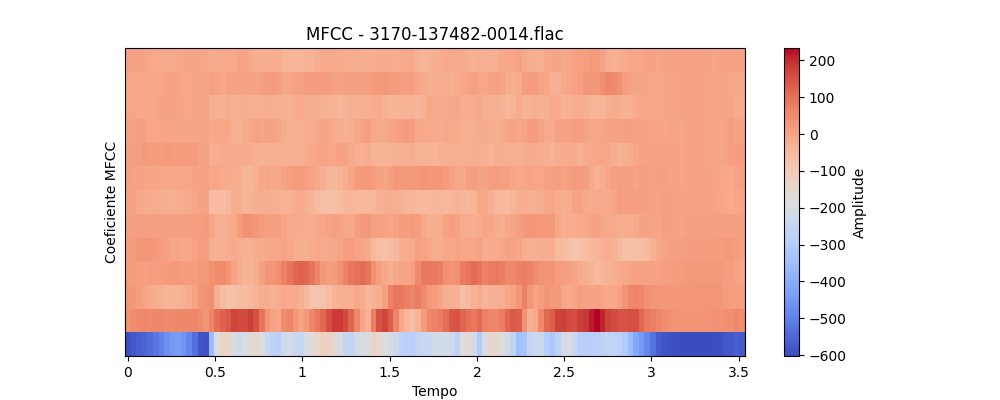 MFCC - 3170-137482-0014.flac
Coeficiente MFCC
0 0.5 1 1.5 2 2.5 3 3.5
Tempo
200
100
0
−100
−200
−300
−400
−500
−600
Amplitude